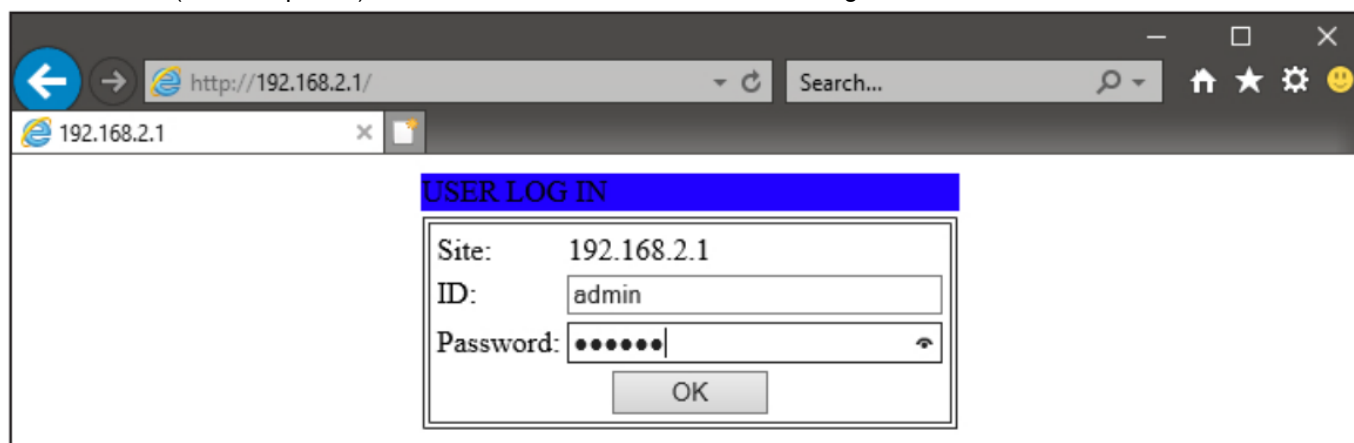 http://192.168.2.1/ Search...
192.168.2.1
USER LOG IN
Site: 192.168.2.1
ID: admin
Password: ••••••
OK